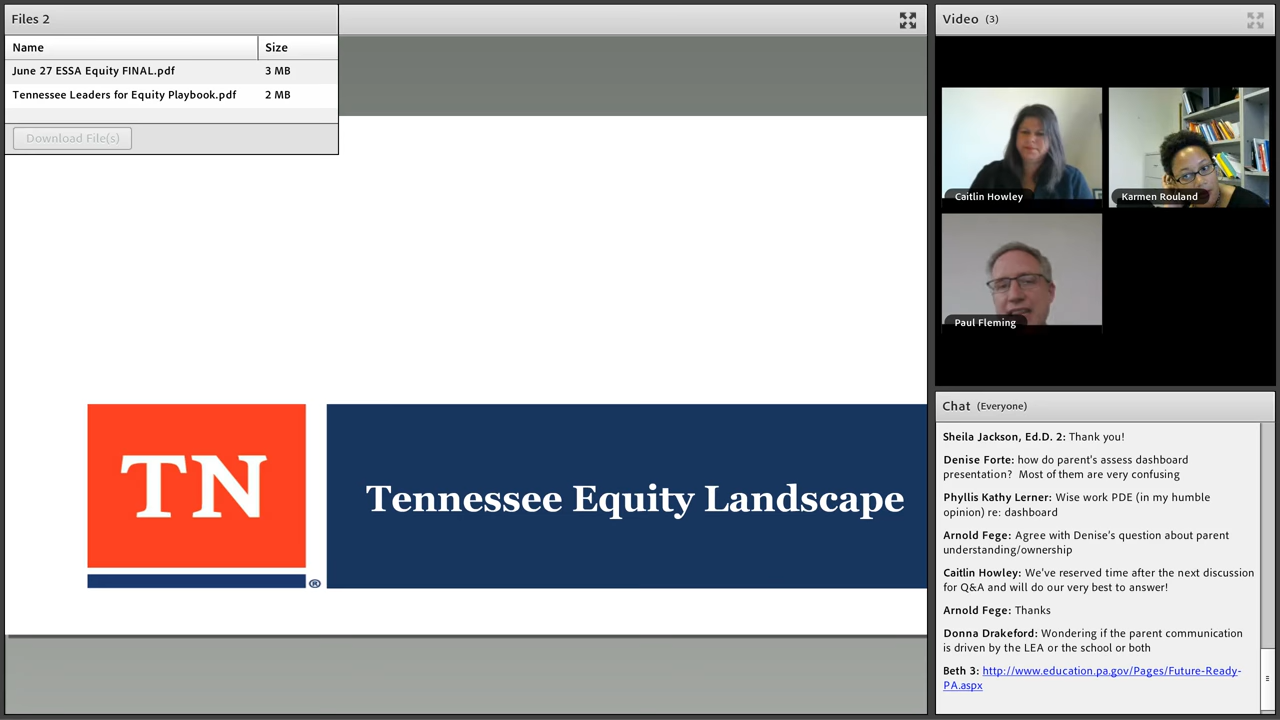 Files 2
Name Size
June 27 ESSA Equity FINAL.pdf 3 MB
Tennessee Leaders for Equity Playbook.pdf 2 MB
Download File(s)
TN
®
Tennessee Equity Landscape
Video (3)
Caitlin Howley
Karmen Rouland
Paul Fleming
Chat (Everyone)
Sheila Jackson, Ed.D. 2: Thank you!
Denise Forte: how do parent's assess dashboard
presentation? Most of them are very confusing
Phyllis Kathy Lerner: Wise work PDE (in my humble
opinion) re: dashboard
Arnold Fege: Agree with Denise's question about parent
understanding/ownership
Caitlin Howley: We've reserved time after the next discussion
for Q&A and will do our very best to answer!
Arnold Fege: Thanks
Donna Drakeford: Wondering if the parent communication
is driven by the LEA or the school or both
Beth 3: http://www.education.pa.gov/Pages/Future-Ready-
PA.aspx